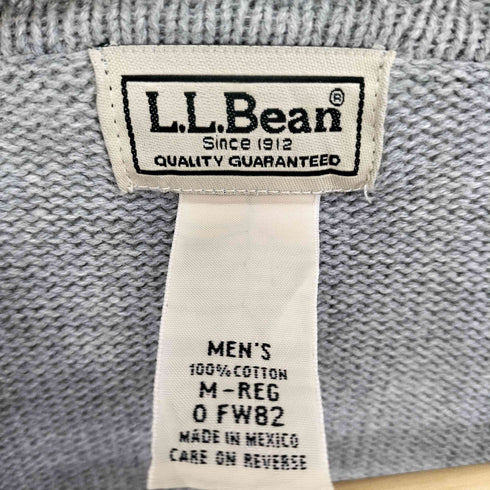 L.L.Bean®
Since 1912
QUALITY GUARANTEED
MEN'S
100% COTTON
M-REG
0 FW82
MADE IN MEXICO
CARE ON REVERSE